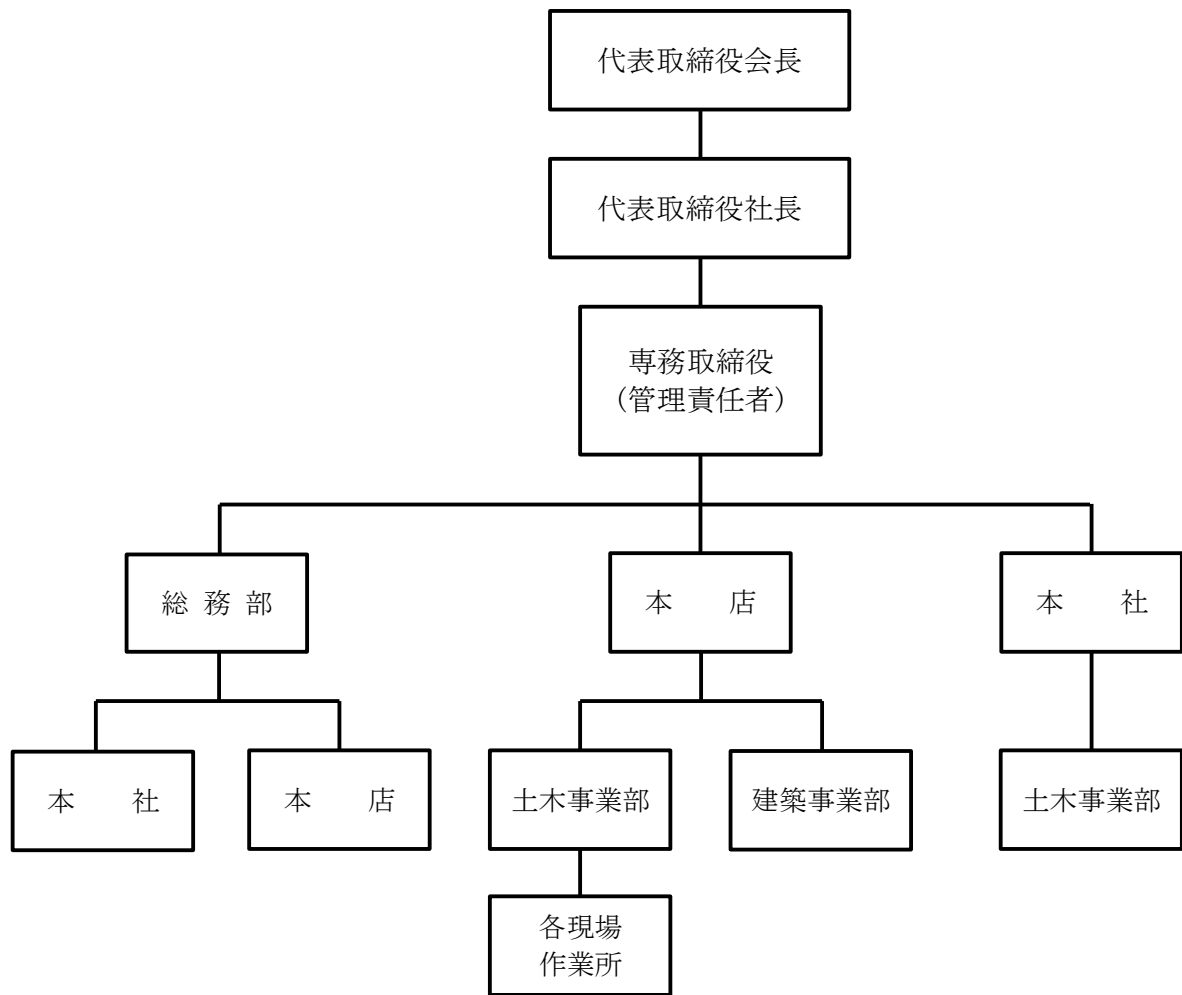 代表取締役会長
代表取締役社長
専務取締役
（管理責任者）
総 務 部
本　　店
本　　社
本　　社
本　　店
土木事業部
建築事業部
土木事業部
各現場
作業所